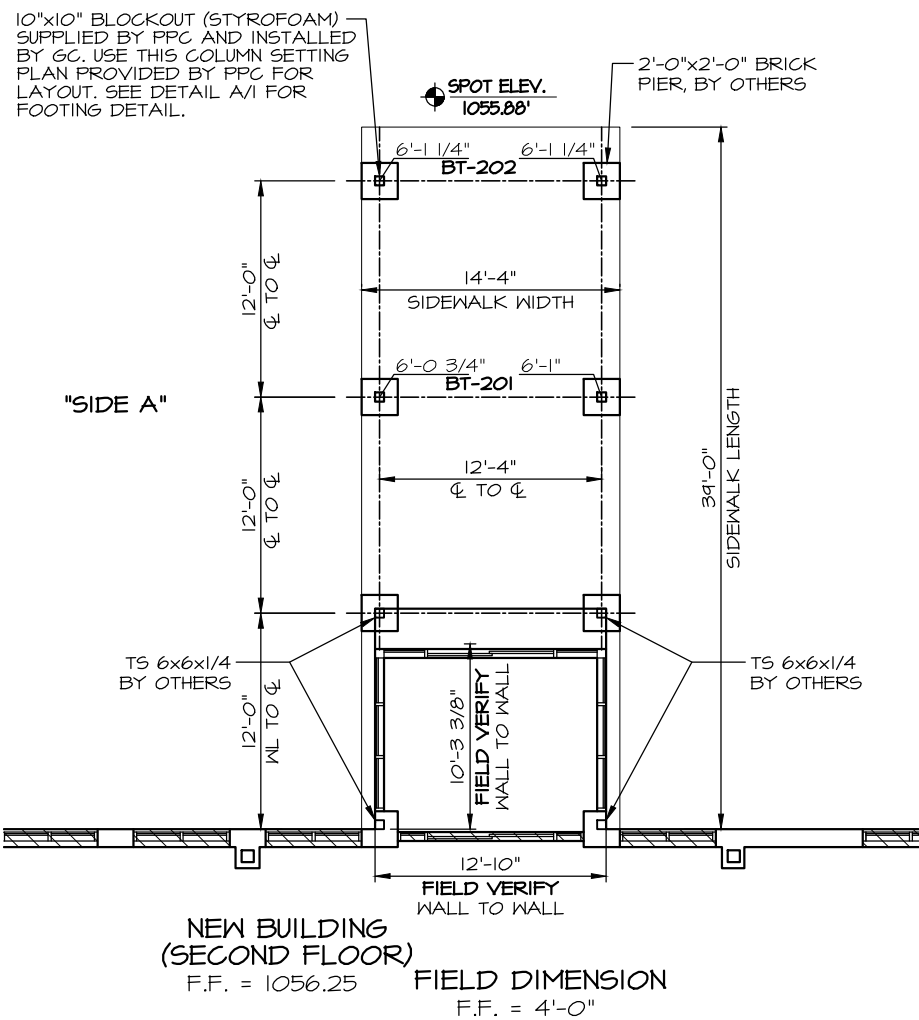 10"x10" BLOCKOUT (STYROFOAM)
SUPPLIED BY PPC AND INSTALLED
BY GC. USE THIS COLUMN SETTING
PLAN PROVIDED BY PPC FOR
LAYOUT. SEE DETAIL A/1 FOR
FOOTING DETAIL.
SPOT ELEV.
1055.88'
2'-0"x2'-0" BRICK
PIER, BY OTHERS
6'-1 1/4" 6'-1 1/4"
BT-202
12'-0"
℄ TO ℄
14'-4"
SIDEWALK WIDTH
6'-0 3/4" 6'-1"
BT-201
"SIDE A"
39'-0"
SIDEWALK LENGTH
12'-4"
℄ TO ℄
12'-0"
℄ TO ℄
TS 6x6x1/4
BY OTHERS
12'-0"
WL TO ℄
10'-3 3/8"
FIELD VERIFY
WALL TO WALL
TS 6x6x1/4
BY OTHERS
12'-10"
FIELD VERIFY
WALL TO WALL
NEW BUILDING
(SECOND FLOOR)
F.F. = 1056.25
FIELD DIMENSION
F.F. = 4'-0"